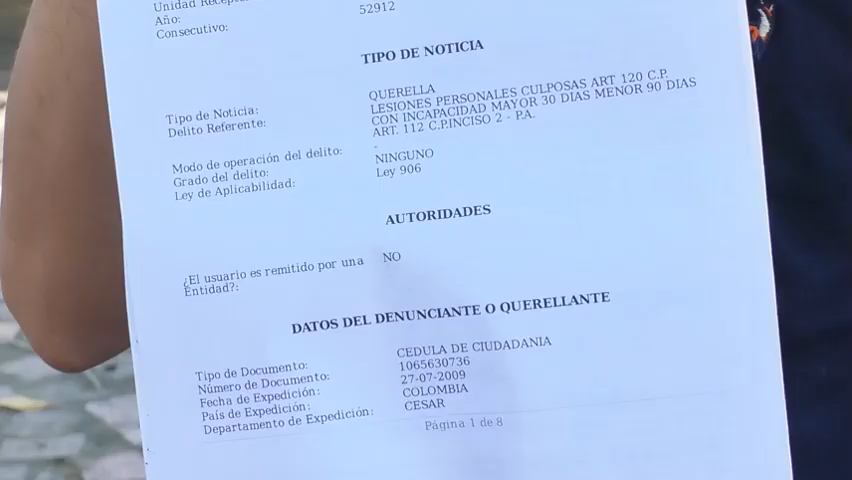 Unidad Recep
Año: 52912
Consecutivo:
TIPO DE NOTICIA
Tipo de Noticia: QUERELLA
Delito Referente: LESIONES PERSONALES CULPOSAS ART 120 C.P.
CON INCAPACIDAD MAYOR 30 DIAS MENOR 90 DIAS
ART. 112 C.P.INCISO 2 - P.A.
Modo de operación del delito: -
Grado del delito: NINGUNO
Ley de Aplicabilidad: Ley 906
AUTORIDADES
¿El usuario es remitido por una NO
Entidad?:
DATOS DEL DENUNCIANTE O QUERELLANTE
Tipo de Documento: CEDULA DE CIUDADANIA
Número de Documento: 1065630736
Fecha de Expedición: 27-07-2009
País de Expedición: COLOMBIA
Departamento de Expedición: CESAR
Página 1 de 8